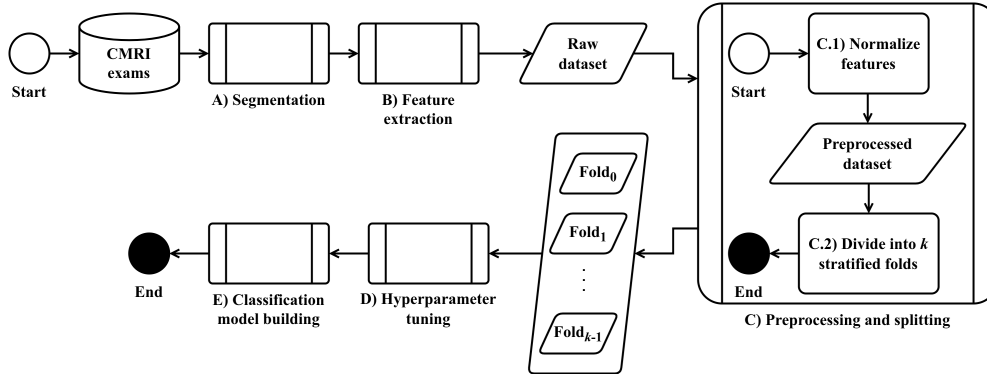 Start
CMRI
exams
A) Segmentation
B) Feature
extraction
Raw
dataset
Start
C.1) Normalize
features
Preprocessed
dataset
C.2) Divide into k
stratified folds
End
C) Preprocessing and splitting
Fold0
Fold1
⋮
Foldk-1
D) Hyperparameter
tuning
E) Classification
model building
End